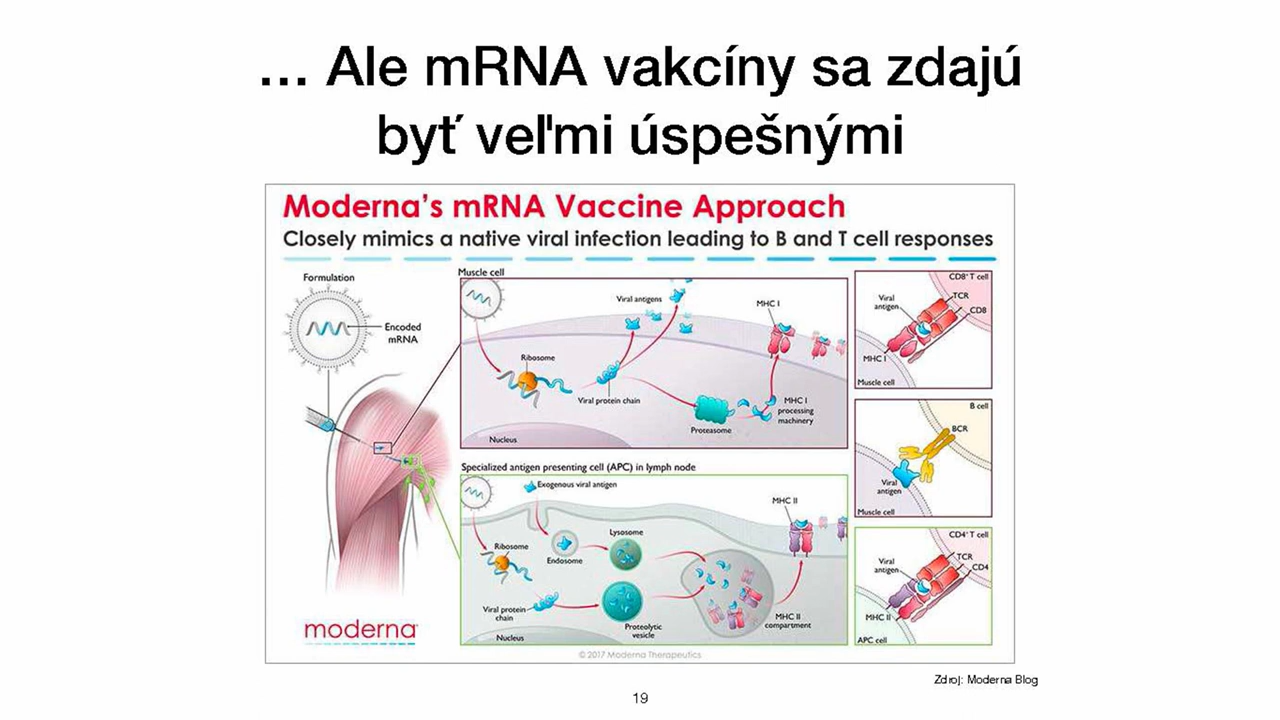 ... Ale mRNA vakcíny sa zdajú
byť veľmi úspešnými
Moderna's mRNA Vaccine Approach
Closely mimics a native viral infection leading to B and T cell responses
Formulation
Encoded
mRNA
moderna
Muscle cell
Viral antigens
MHC I
Ribosome
Viral protein chain
Proteasome
MHC I
processing
machinery
Nucleus
Specialized antigen presenting cell (APC) in lymph node
Exogenous viral antigen
MHC II
Lysosome
Ribosome
Endosome
Viral protein
chain
Proteolytic
vesicle
MHC II
compartment
Nucleus
CD8⁺ T cell
Viral
antigen
TCR
CD8
MHC I
Muscle cell
B cell
BCR
Viral
antigen
Muscle cell
CD4⁺ T cell
Viral
antigen
TCR
CD4
MHC II
APC cell
© 2017 Moderna Therapeutics
Zdroj: Moderna Blog
19